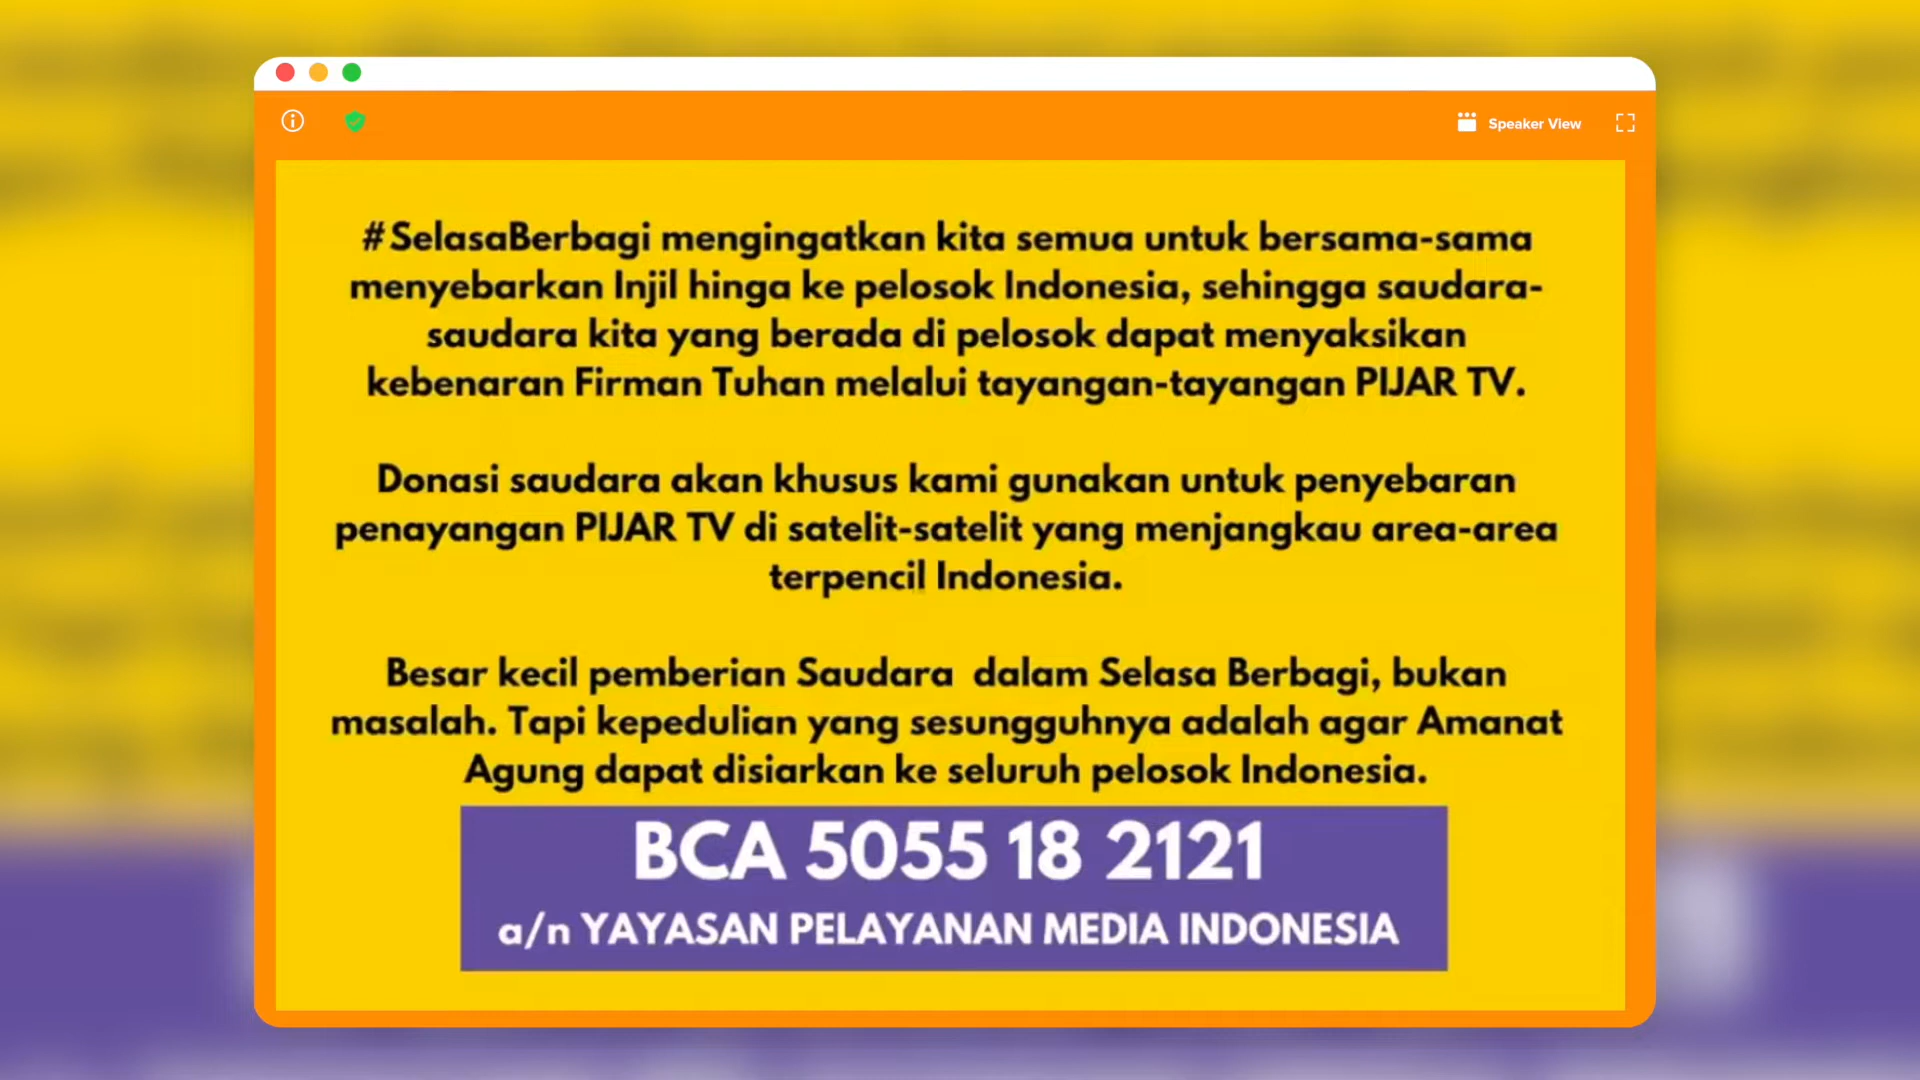 Speaker View
#SelasaBerbagi mengingatkan kita semua untuk bersama-sama
menyebarkan Injil hinga ke pelosok Indonesia, sehingga saudara-
saudara kita yang berada di pelosok dapat menyaksikan
kebenaran Firman Tuhan melalui tayangan-tayangan PIJAR TV.
Donasi saudara akan khusus kami gunakan untuk penyebaran
penayangan PIJAR TV di satelit-satelit yang menjangkau area-area
terpencil Indonesia.
Besar kecil pemberian Saudara dalam Selasa Berbagi, bukan
masalah. Tapi kepedulian yang sesungguhnya adalah agar Amanat
Agung dapat disiarkan ke seluruh pelosok Indonesia.
BCA 5055 18 2121
a/n YAYASAN PELAYANAN MEDIA INDONESIA